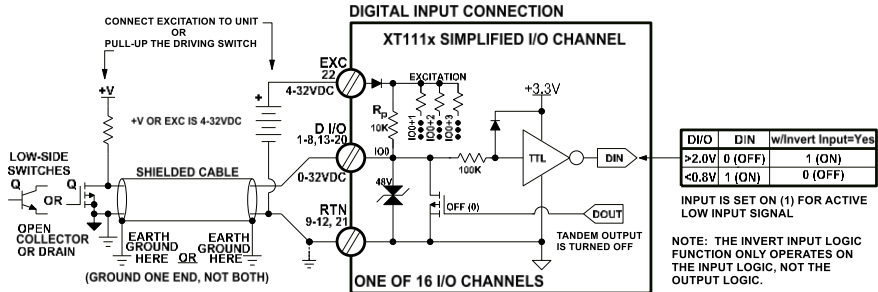 DIGITAL INPUT CONNECTION
CONNECT EXCITATION TO UNIT
OR
PULL-UP THE DRIVING SWITCH
XT111x SIMPLIFIED I/O CHANNEL
EXC
22
4-32VDC
EXCITATION
+3.3V
+V
+
+V OR EXC IS 4-32VDC
Rp
10K
IO0+1
IO0+2
IO0+3
D I/O
1-8,13-20
IO0
0-32VDC
100K
TTL
DIN
DI/O DIN w/Invert Input=Yes
>2.0V 0 (OFF) 1 (ON)
<0.8V 1 (ON) 0 (OFF)
INPUT IS SET ON (1) FOR ACTIVE
LOW INPUT SIGNAL
LOW-SIDE
SWITCHES
Q
OR
Q
SHIELDED CABLE
48V
OFF (0)
DOUT
RTN
9-12, 21
OPEN
COLLECTOR
OR DRAIN
EARTH
GROUND
HERE
OR
EARTH
GROUND
HERE
(GROUND ONE END, NOT BOTH)
TANDEM OUTPUT
IS TURNED OFF
ONE OF 16 I/O CHANNELS
NOTE: THE INVERT INPUT LOGIC
FUNCTION ONLY OPERATES ON
THE INPUT LOGIC, NOT THE
OUTPUT LOGIC.